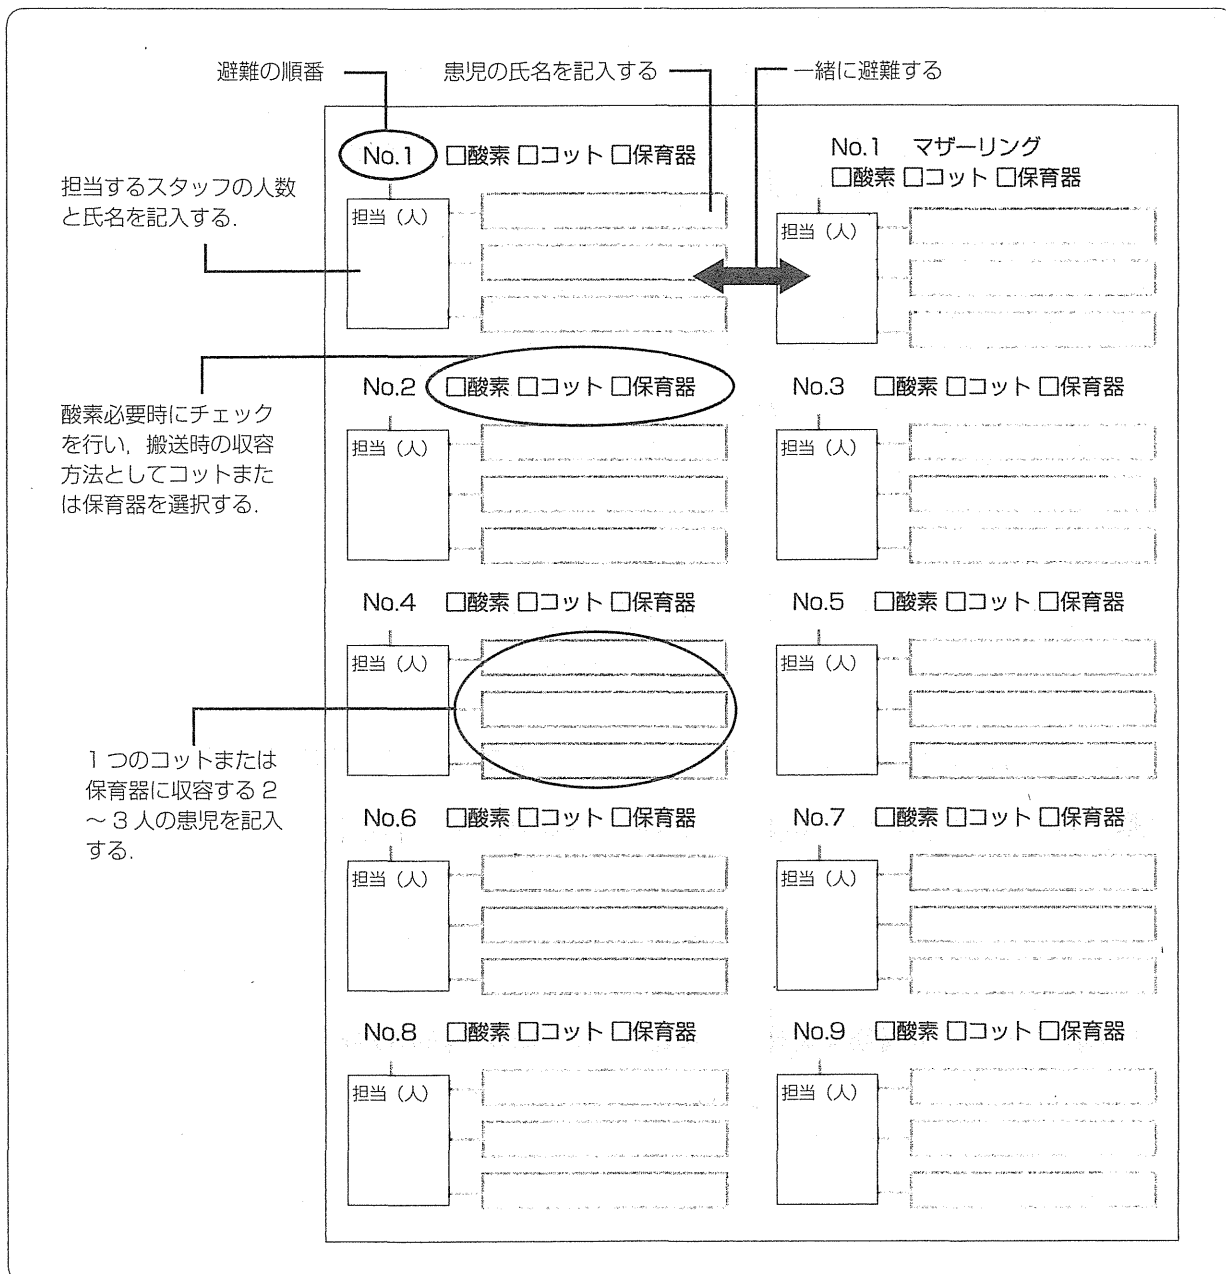 避難の順番
患児の氏名を記入する
一緒に避難する
No.1 □酸素 □コット □保育器
No.1 マザーリング
□酸素 □コット □保育器
担当するスタッフの人数
と氏名を記入する.
担当（人）
担当（人）
No.2 □酸素 □コット □保育器
No.3 □酸素 □コット □保育器
酸素必要時にチェック
を行い，搬送時の収容
方法としてコットまた
は保育器を選択する.
担当（人）
担当（人）
No.4 □酸素 □コット □保育器
No.5 □酸素 □コット □保育器
担当（人）
担当（人）
1つのコットまたは
保育器に収容する2
～3人の患児を記入
する.
No.6 □酸素 □コット □保育器
No.7 □酸素 □コット □保育器
担当（人）
担当（人）
No.8 □酸素 □コット □保育器
No.9 □酸素 □コット □保育器
担当（人）
担当（人）